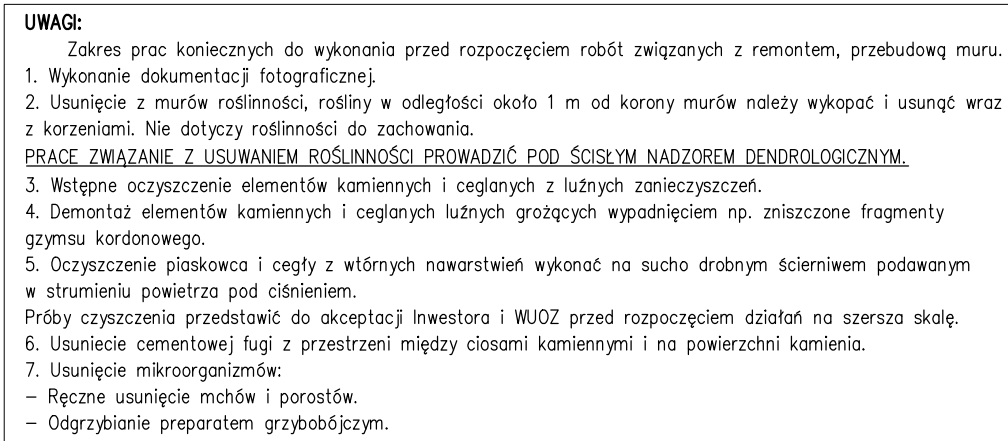 UWAGI:
Zakres prac koniecznych do wykonania przed rozpoczęciem robót związanych z remontem, przebudową muru.
1. Wykonanie dokumentacji fotograficznej.
2. Usunięcie z murów roślinności, rośliny w odległości około 1 m od korony murów należy wykopać i usunąć wraz
z korzeniami. Nie dotyczy roślinności do zachowania.
PRACE ZWIĄZANIE Z USUWANIEM ROŚLINNOŚCI PROWADZIĆ POD ŚCISŁYM NADZOREM DENDROLOGICZNYM.
3. Wstępne oczyszczenie elementów kamiennych i ceglanych z luźnych zanieczyszczeń.
4. Demontaż elementów kamiennych i ceglanych luźnych grożących wypadnięciem np. zniszczone fragmenty
gzymsu kordonowego.
5. Oczyszczenie piaskowca i cegły z wtórnych nawarstwień wykonać na sucho drobnym ścierniwem podawanym
w strumieniu powietrza pod ciśnieniem.
Próby czyszczenia przedstawić do akceptacji Inwestora i WUOZ przed rozpoczęciem działań na szersza skalę.
6. Usuniecie cementowej fugi z przestrzeni między ciosami kamiennymi i na powierzchni kamienia.
7. Usunięcie mikroorganizmów:
– Ręczne usunięcie mchów i porostów.
– Odgrzybianie preparatem grzybobójczym.